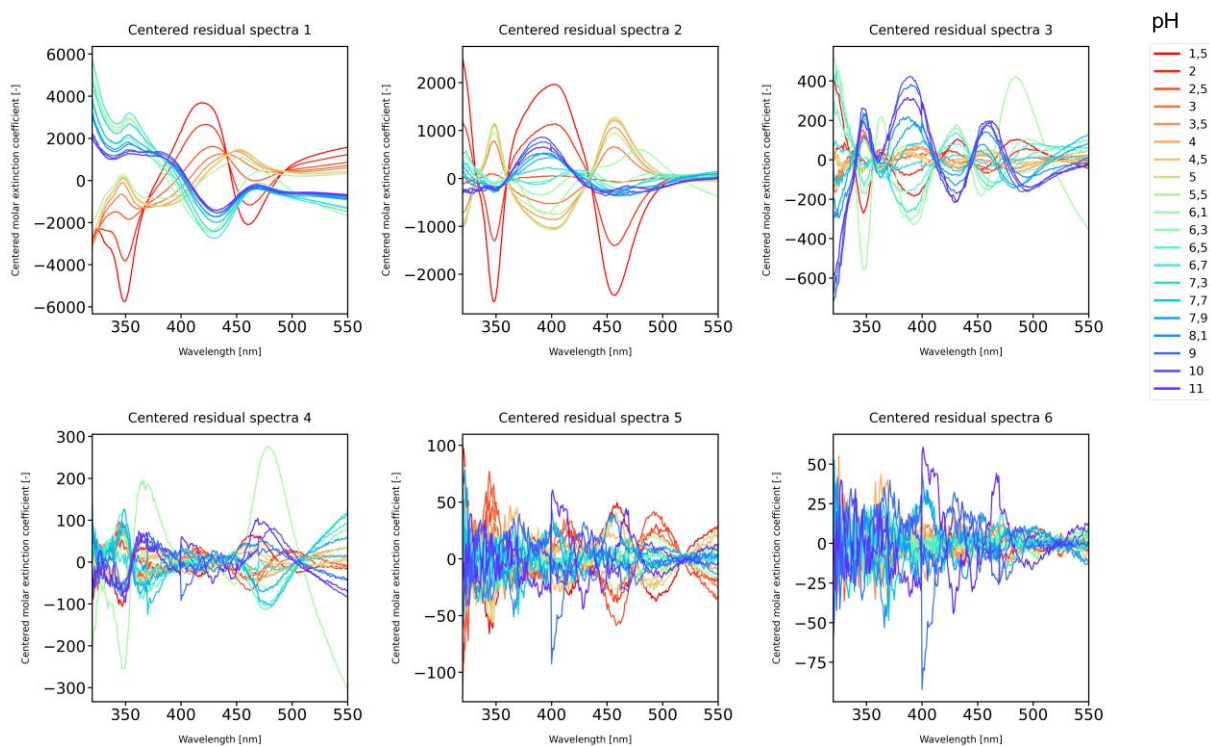 Centered residual spectra 1
Centered molar extinction coefficient [-]
6000
4000
2000
0
−2000
−4000
−6000
350 400 450 500 550
Wavelength [nm]
Centered residual spectra 2
Centered molar extinction coefficient [-]
2000
1000
0
−1000
−2000
350 400 450 500 550
Wavelength [nm]
Centered residual spectra 3
Centered molar extinction coefficient [-]
400
200
0
−200
−400
−600
350 400 450 500 550
Wavelength [nm]
pH
1,5
2
2,5
3
3,5
4
4,5
5
5,5
6,1
6,3
6,5
6,7
7,3
7,7
7,9
8,1
9
10
11
Centered residual spectra 4
Centered molar extinction coefficient [-]
300
200
100
0
−100
−200
−300
350 400 450 500 550
Wavelength [nm]
Centered residual spectra 5
Centered molar extinction coefficient [-]
100
50
0
−50
−100
350 400 450 500 550
Wavelength [nm]
Centered residual spectra 6
Centered molar extinction coefficient [-]
50
25
0
−25
−50
−75
350 400 450 500 550
Wavelength [nm]